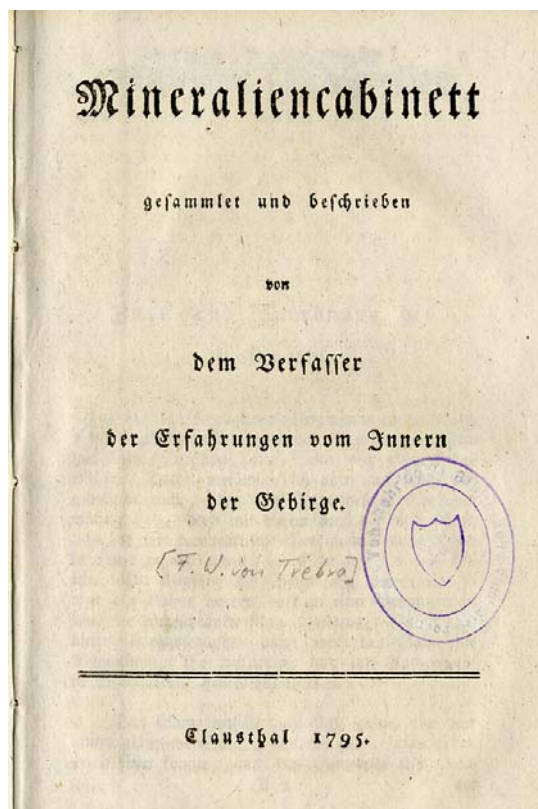 Mineraliencabinett
gesammlet und beschrieben
von
dem Verfasser
der Erfahrungen vom Innern
der Gebirge.
[F. W. von Trebra]
Clausthal 1795.